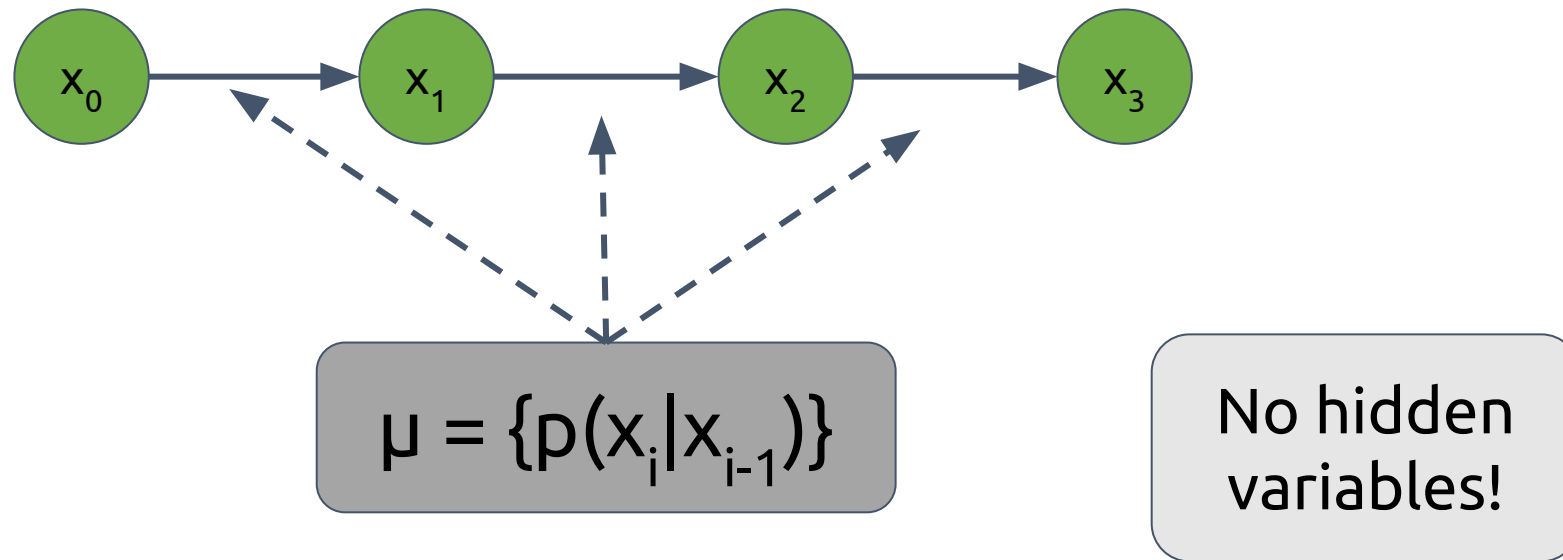 x₀ x₁ x₂ x₃
μ = {p(xᵢ|xᵢ₋₁)}
No hidden
variables!